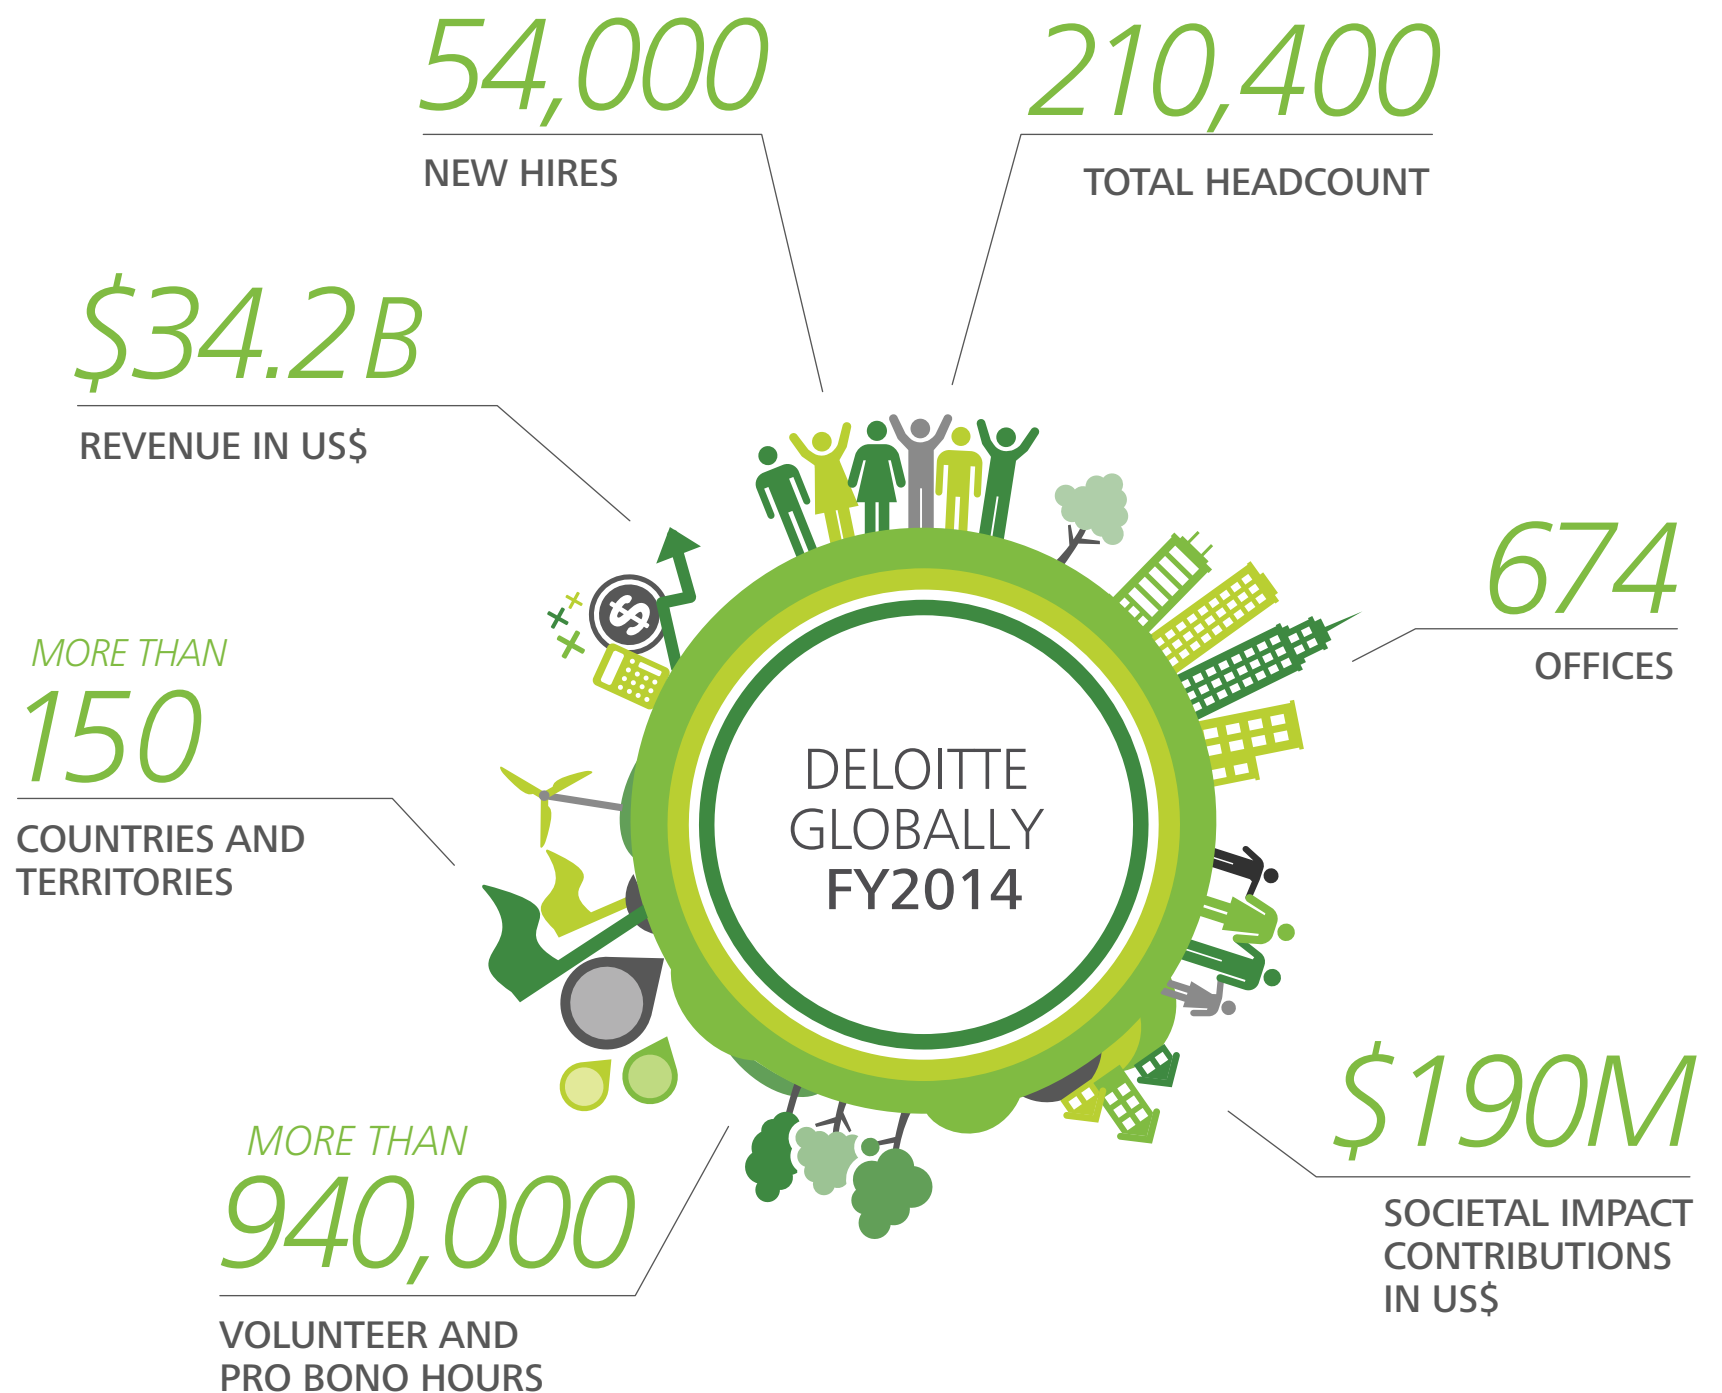 54,000
NEW HIRES
210,400
TOTAL HEADCOUNT
$34.2 B
REVENUE IN US$
674
OFFICES
MORE THAN
150
COUNTRIES AND
TERRITORIES
$
DELOITTE
GLOBALLY
FY2014
$190M
SOCIETAL IMPACT
CONTRIBUTIONS
IN US$
MORE THAN
940,000
VOLUNTEER AND
PRO BONO HOURS